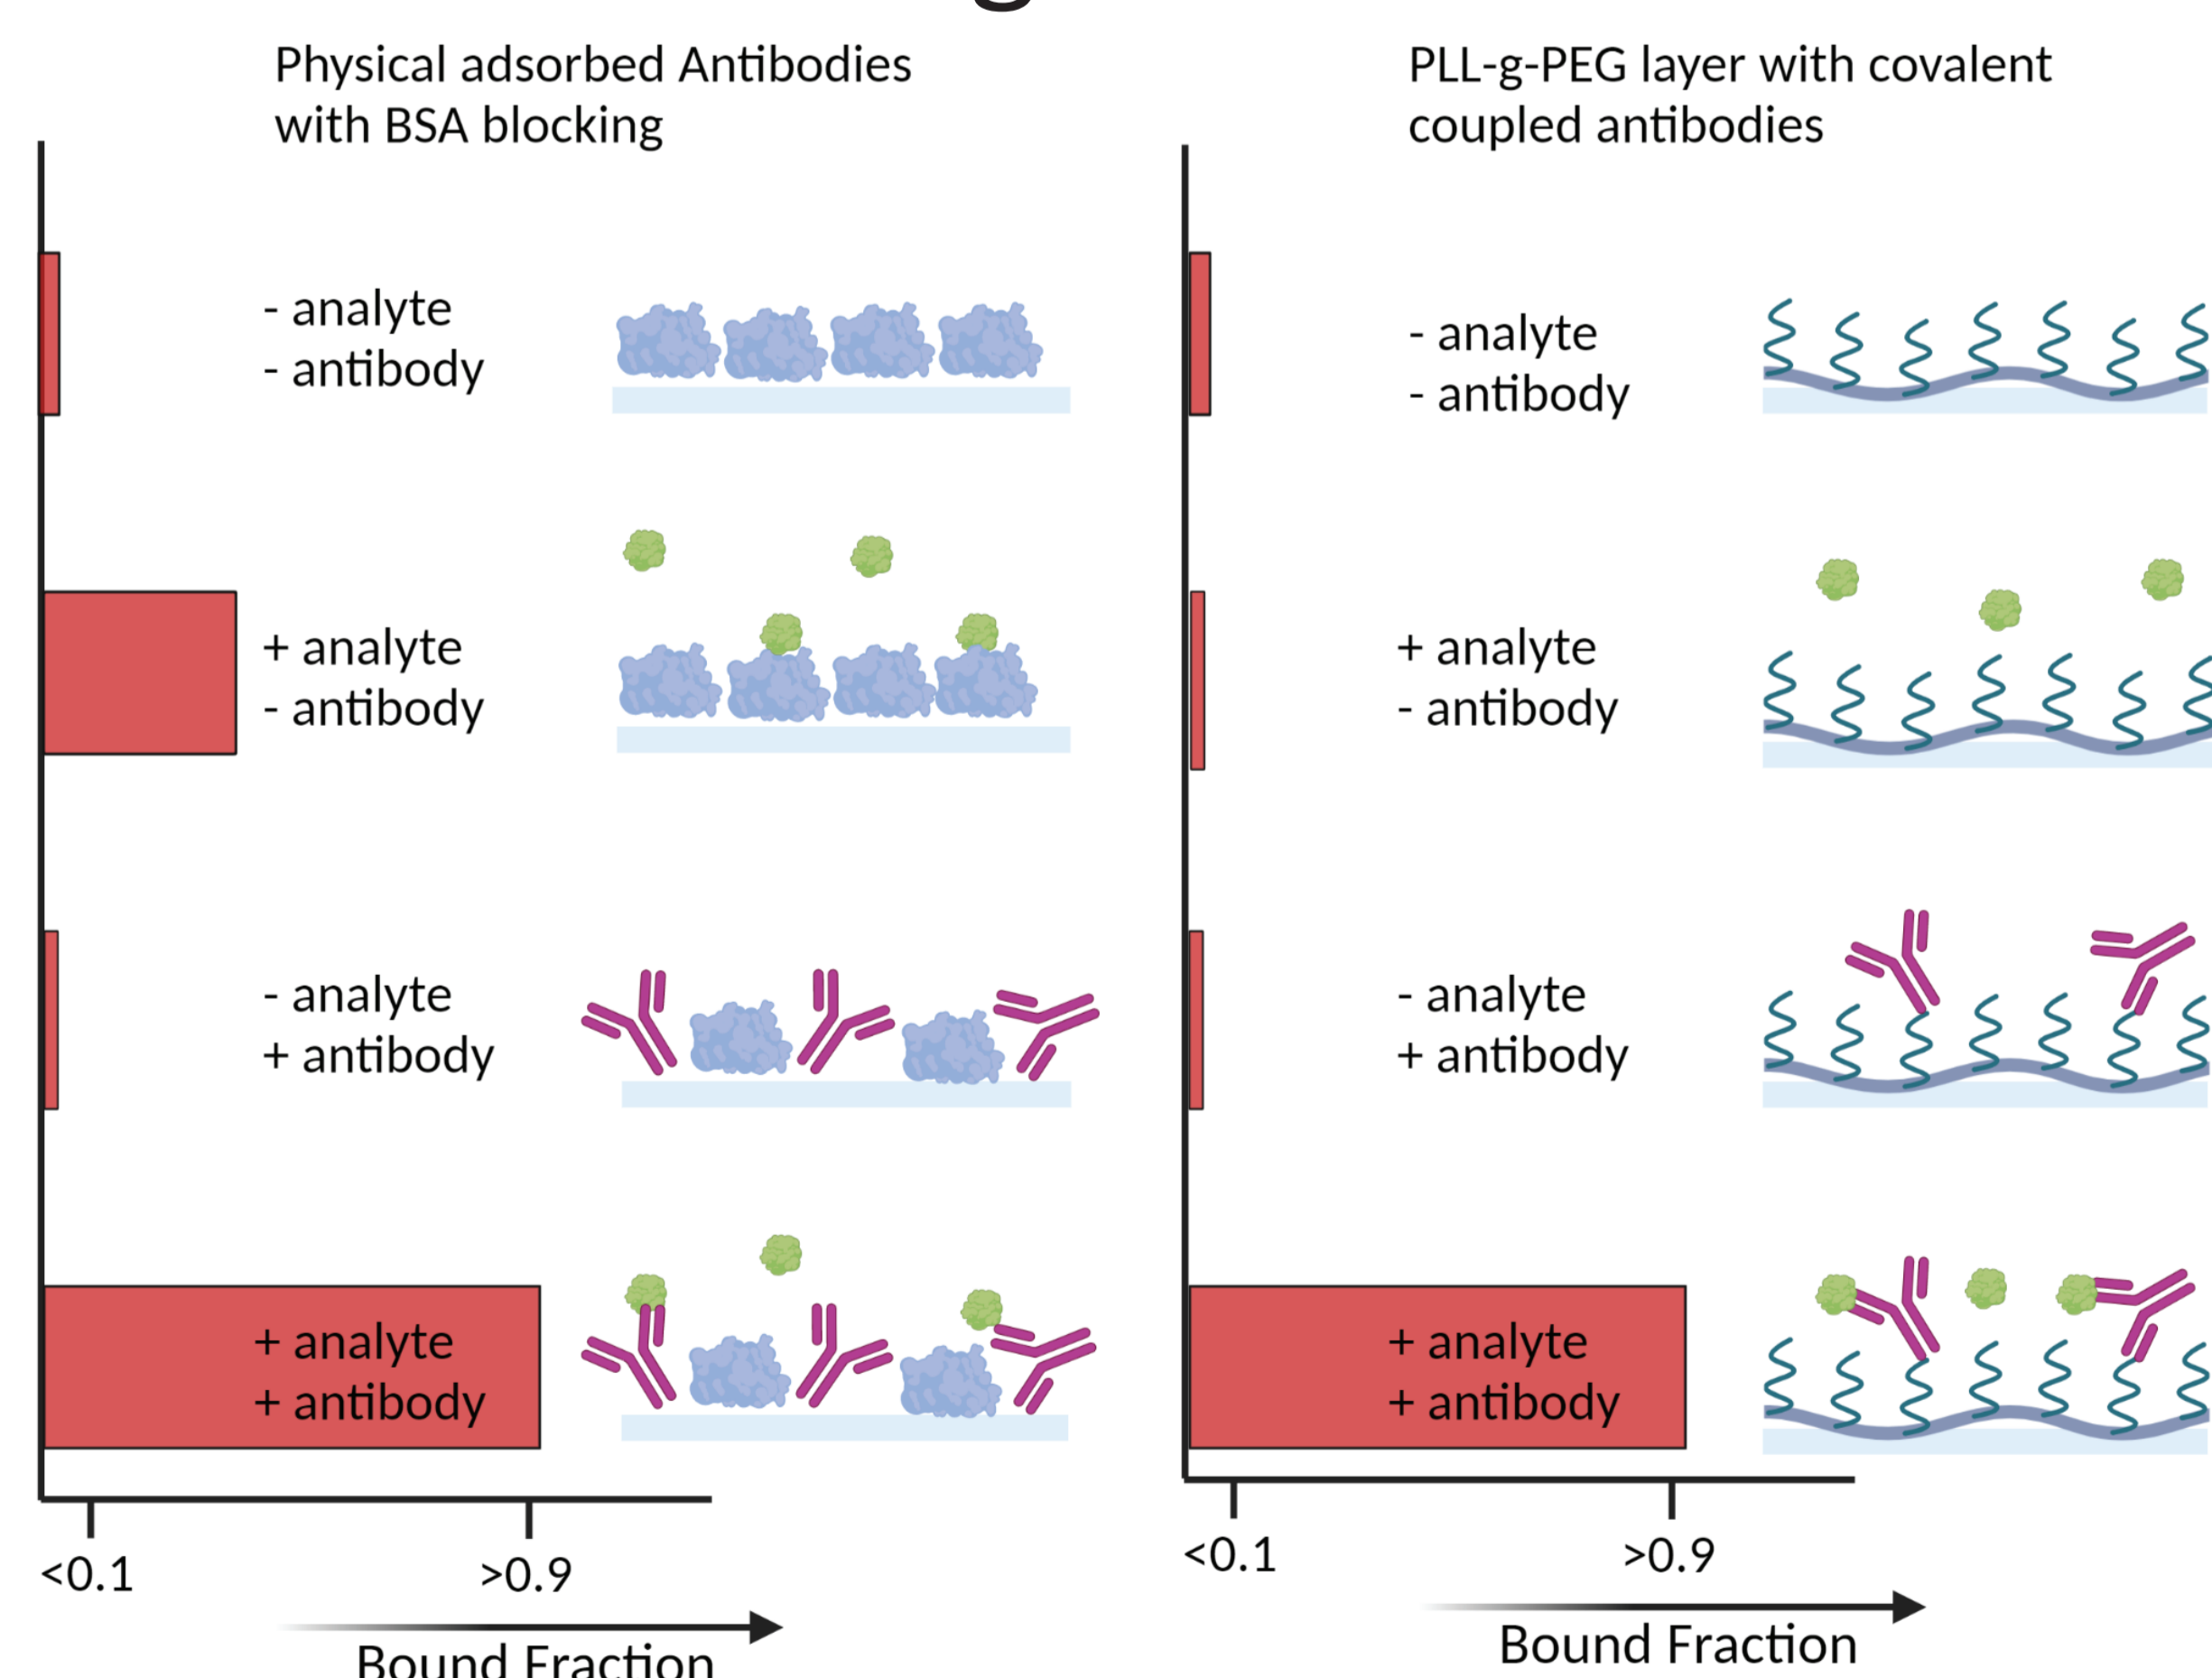 Physical adsorbed Antibodies
with BSA blocking
- analyte
- antibody
+ analyte
- antibody
- analyte
+ antibody
+ analyte
+ antibody
<0.1
>0.9
Bound Fraction
PLL-g-PEG layer with covalent
coupled antibodies
- analyte
- antibody
+ analyte
- antibody
- analyte
+ antibody
+ analyte
+ antibody
<0.1
>0.9
Bound Fraction